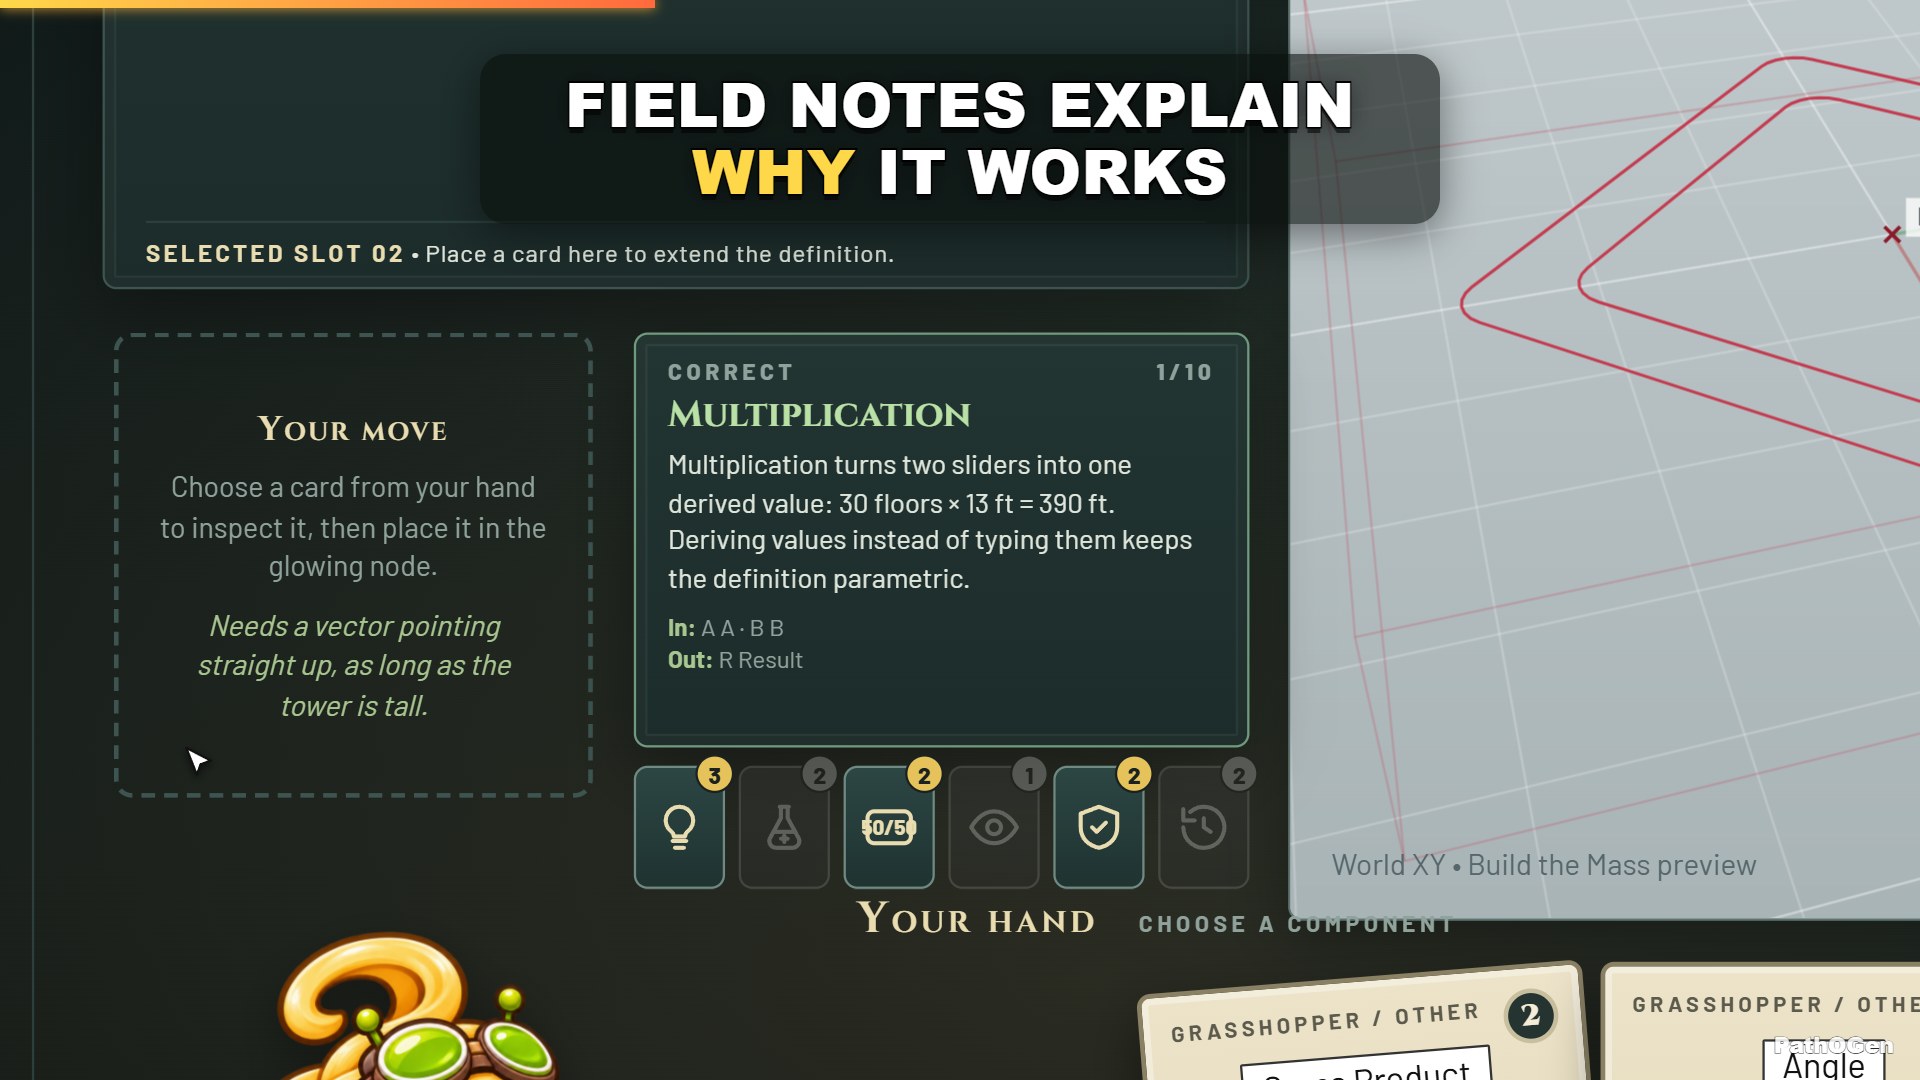 FIELD NOTES EXPLAIN
WHY IT WORKS
SELECTED SLOT 02 • Place a card here to extend the definition.
Your move
Choose a card from your hand
to inspect it, then place it in the
glowing node.
Needs a vector pointing
straight up, as long as the
tower is tall.
CORRECT 1/10
Multiplication
Multiplication turns two sliders into one
derived value: 30 floors × 13 ft = 390 ft.
Deriving values instead of typing them keeps
the definition parametric.
In: A A · B B
Out: R Result
3 2 2 1 2 2
50/50
World XY • Build the Mass preview
Your hand CHOOSE A COMPONENT
GRASSHOPPER / OTHER 2
GRASSHOPPER / OTHE
Product
Angle
PathOGen